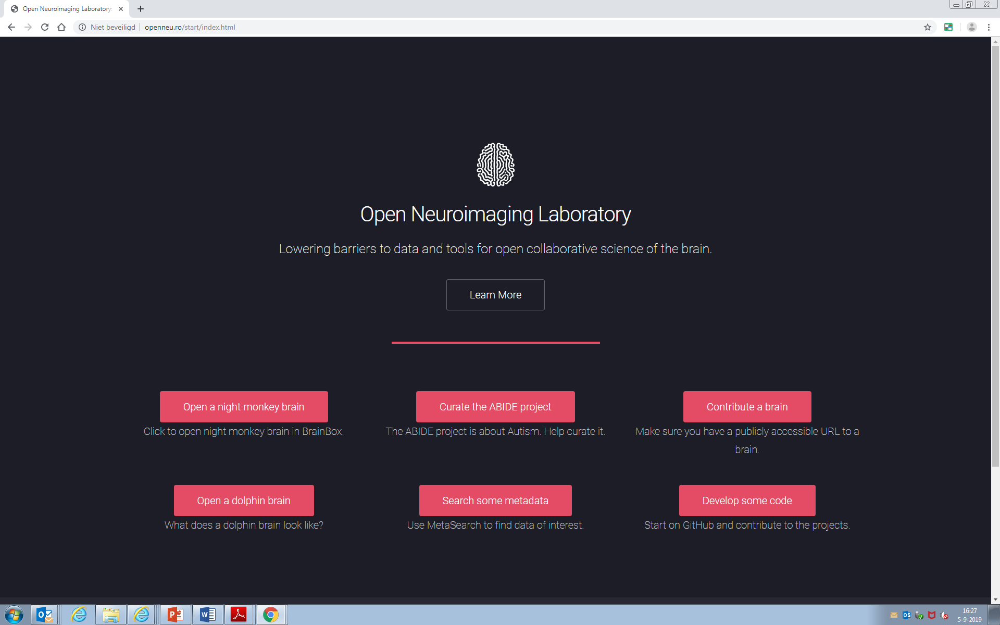 Open Neuroimaging Laboratory:
Niet beveiligd
openneu.ro/start/index.html
Open Neuroimaging Laboratory
Lowering barriers to data and tools for open collaborative science of the brain.
Learn More
Open a night monkey brain
Click to open night monkey brain in BrainBox.
Curate the ABIDE project
The ABIDE project is about Autism. Help curate it.
Contribute a brain
Make sure you have a publicly accessible URL to a
brain.
Open a dolphin brain
What does a dolphin brain look like?
Search some metadata
Use MetaSearch to find data of interest.
Develop some code
Start on GitHub and contribute to the projects.
16:27
5-9-2019